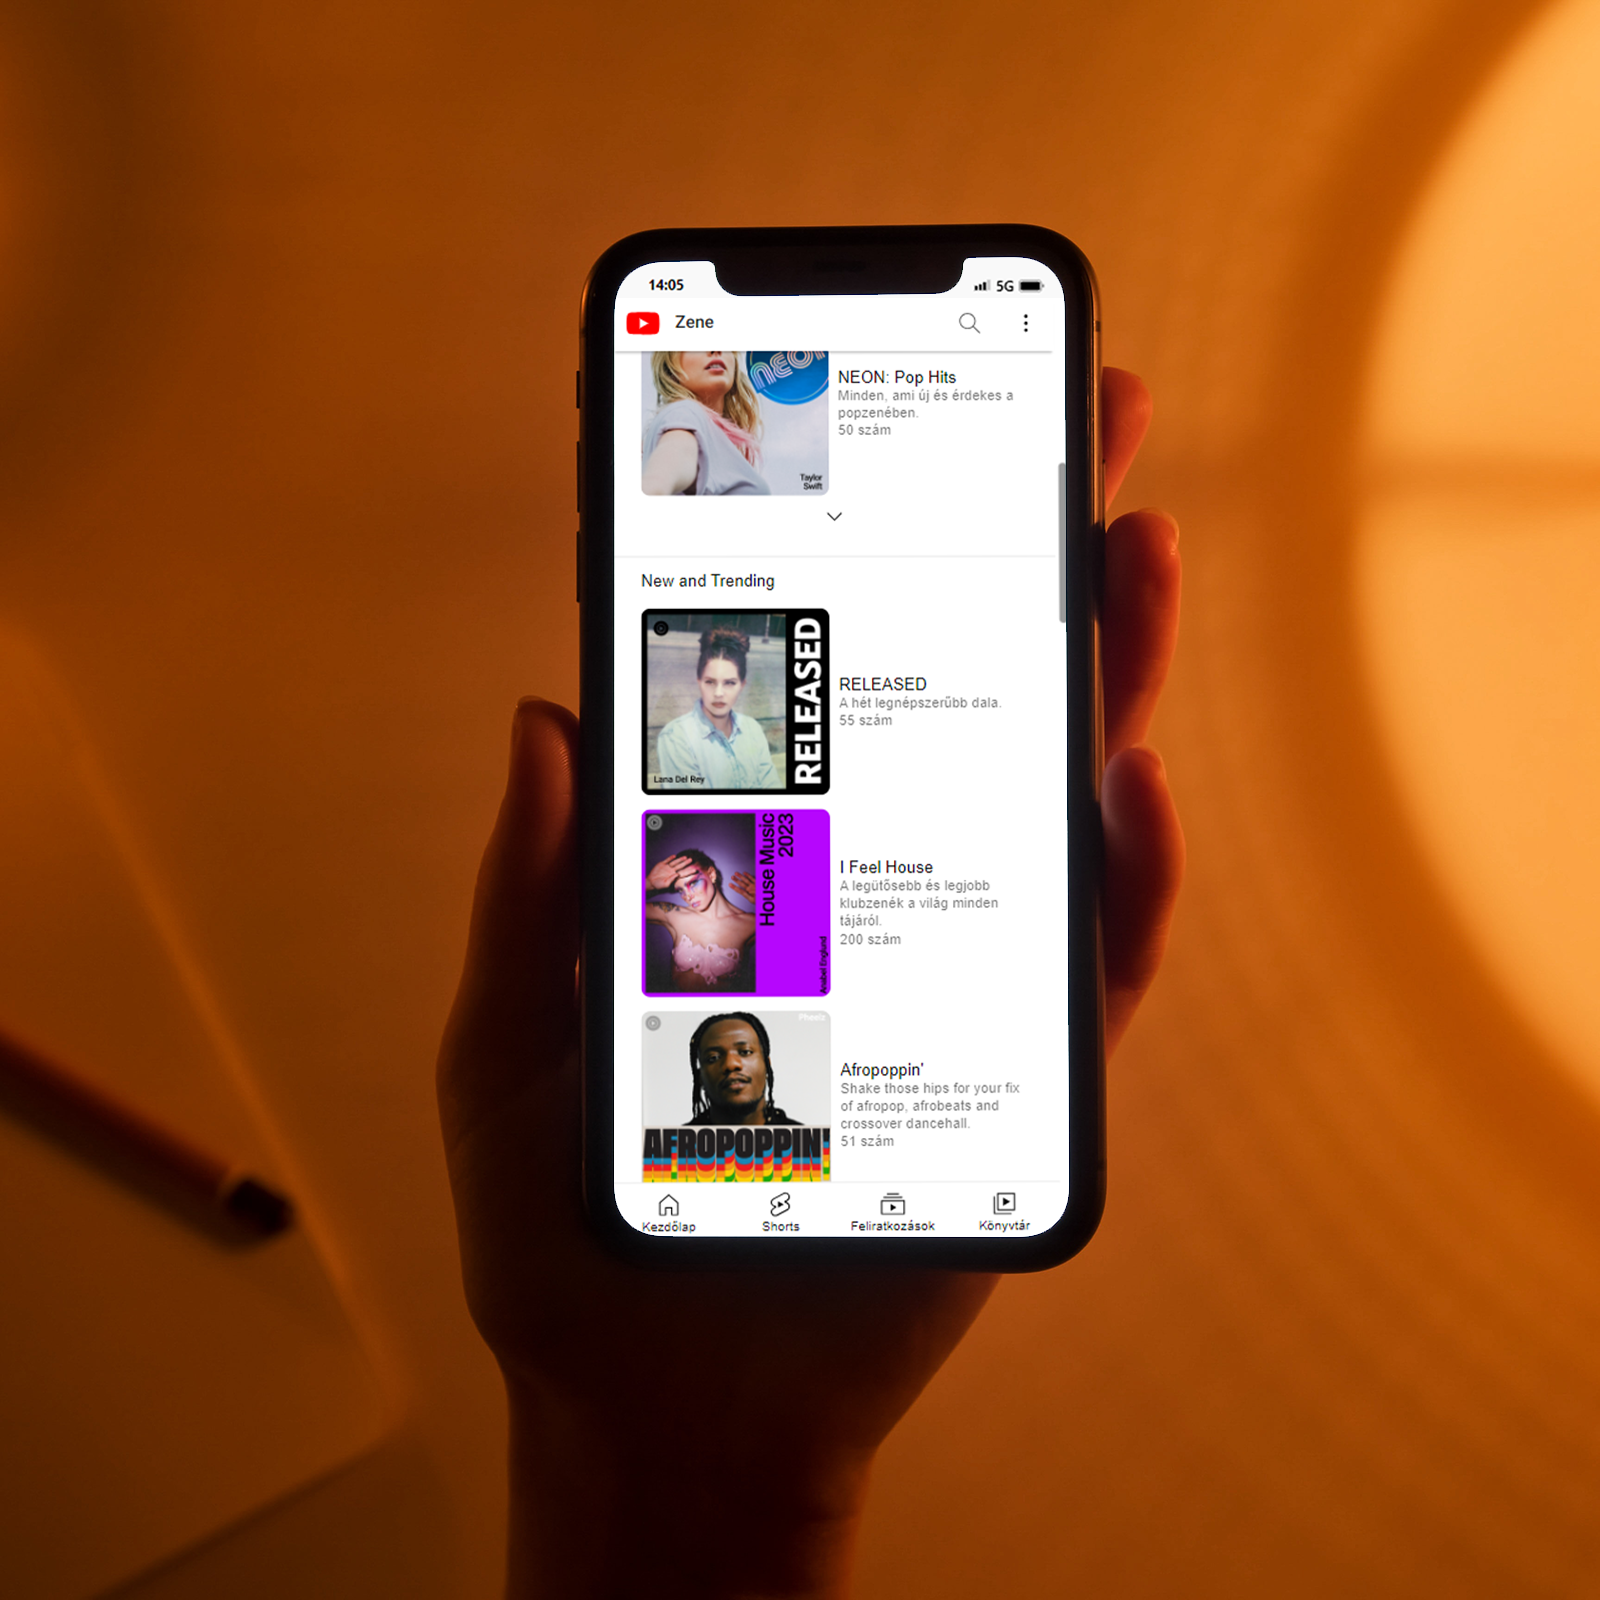 14:05
5G
Zene
NEON
Taylor
Swift
NEON: Pop Hits
Minden, ami új és érdekes a
popzenében.
50 szám
New and Trending
RELEASED
Lana Del Rey
RELEASED
A hét legnépszerűbb dala.
55 szám
House Music
2023
Anabel Englund
I Feel House
A legütősebb és legjobb
klubzenék a világ minden
tájáról.
200 szám
Pheelz
AFROPOPPIN'
Afropoppin'
Shake those hips for your fix
of afropop, afrobeats and
crossover dancehall.
51 szám
Kezdőlap
Shorts
Feliratkozások
Könyvtár